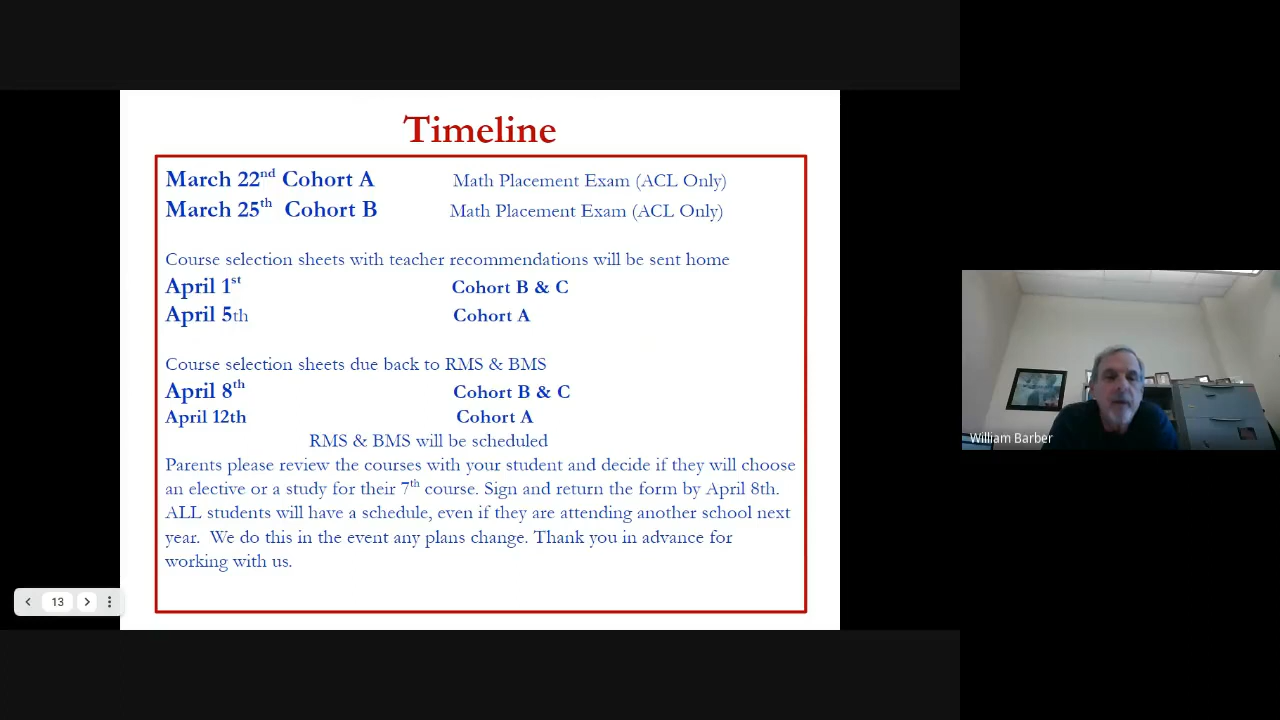 Timeline
March 22nd Cohort A Math Placement Exam (ACL Only)
March 25th Cohort B Math Placement Exam (ACL Only)
Course selection sheets with teacher recommendations will be sent home
April 1st Cohort B & C
April 5th Cohort A
Course selection sheets due back to RMS & BMS
April 8th Cohort B & C
April 12th Cohort A
RMS & BMS will be scheduled
Parents please review the courses with your student and decide if they will choose
an elective or a study for their 7th course. Sign and return the form by April 8th.
ALL students will have a schedule, even if they are attending another school next
year. We do this in the event any plans change. Thank you in advance for
working with us.
13
William Barber